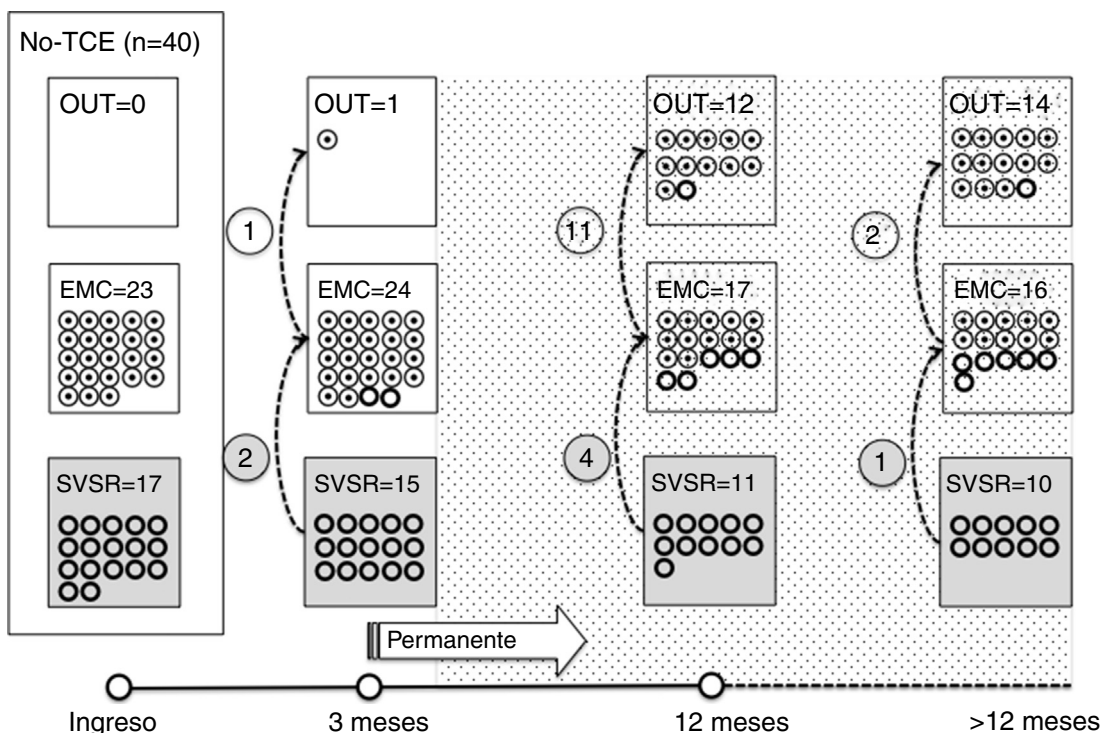 No-TCE (n=40)
OUT=0
OUT=1
OUT=12
OUT=14
1
11
2
EMC=23
EMC=24
EMC=17
EMC=16
2
4
1
SVSR=17
SVSR=15
SVSR=11
SVSR=10
Permanente
Ingreso
3 meses
12 meses
>12 meses